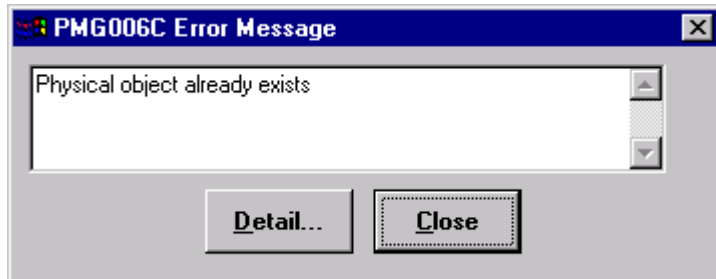 PMG006C Error Message
Physical object already exists
Detail... Close